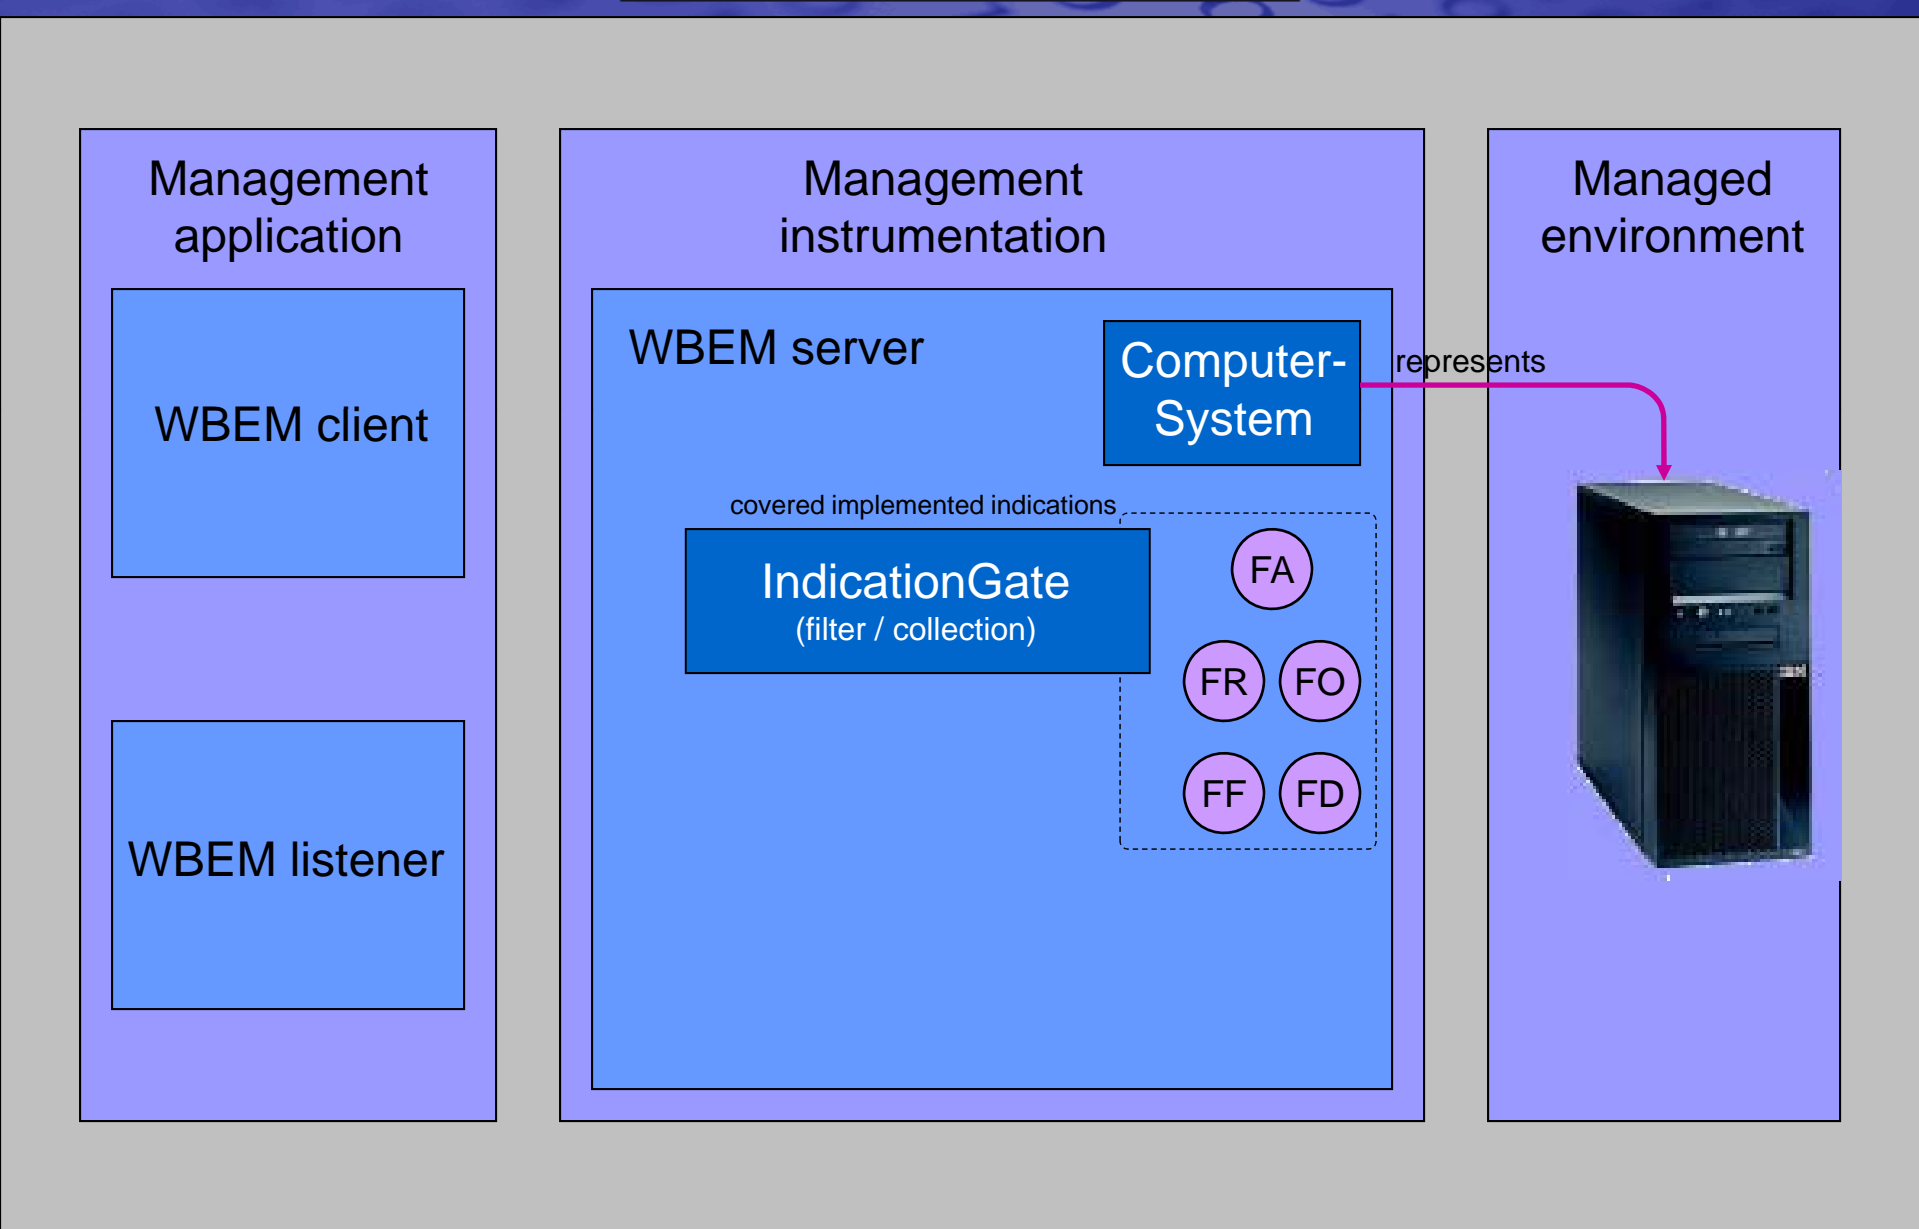 Management
application
WBEM client
WBEM listener
Management
instrumentation
WBEM server
Computer-
System
represents
covered implemented indications
IndicationGate
(filter / collection)
FA
FR FO
FF FD
Managed
environment